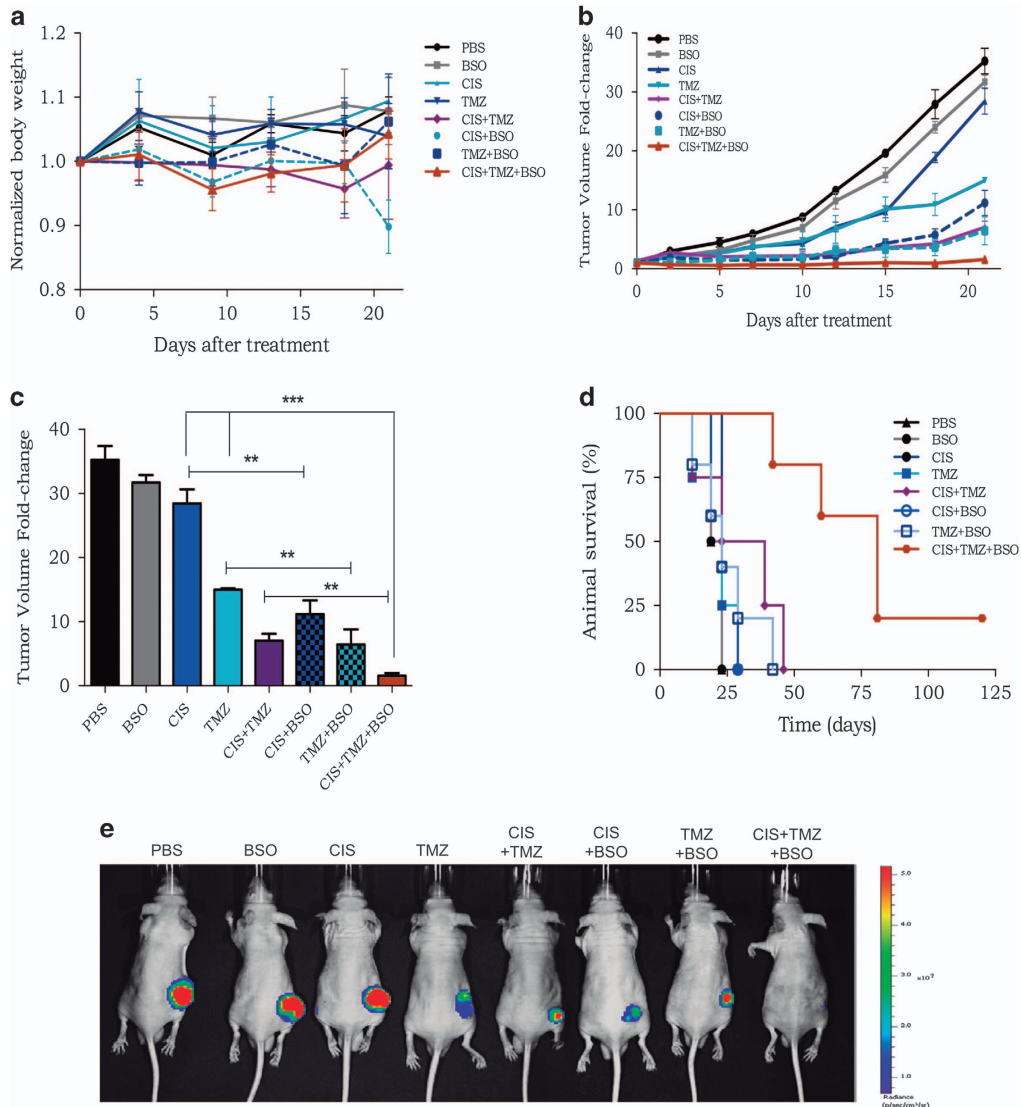 a
Normalized body weight
1.2
1.1
1.0
0.9
0.8
0
5
10
15
20
Days after treatment
PBS
BSO
CIS
TMZ
CIS+TMZ
CIS+BSO
TMZ+BSO
CIS+TMZ+BSO
b
Tumor Volume Fold-change
40
30
20
10
0
0
5
10
15
20
Days after treatment
PBS
BSO
CIS
TMZ
CIS+TMZ
CIS+BSO
TMZ+BSO
CIS+TMZ+BSO
c
Tumor Volume Fold-change
40
30
20
10
0
***
**
**
**
PBS
BSO
CIS
TMZ
CIS+TMZ
CIS+BSO
TMZ+BSO
CIS+TMZ+BSO
d
Animal survival (%)
100
75
50
25
0
0
25
50
75
100
125
Time (days)
PBS
BSO
CIS
TMZ
CIS+TMZ
CIS+BSO
TMZ+BSO
CIS+TMZ+BSO
e
PBS
BSO
CIS
TMZ
CIS
+TMZ
CIS
+BSO
TMZ
+BSO
CIS+TMZ
+BSO
5.0
4.0
3.0
×10⁹
2.0
1.0
Radiance
(p/sec/cm²/sr)